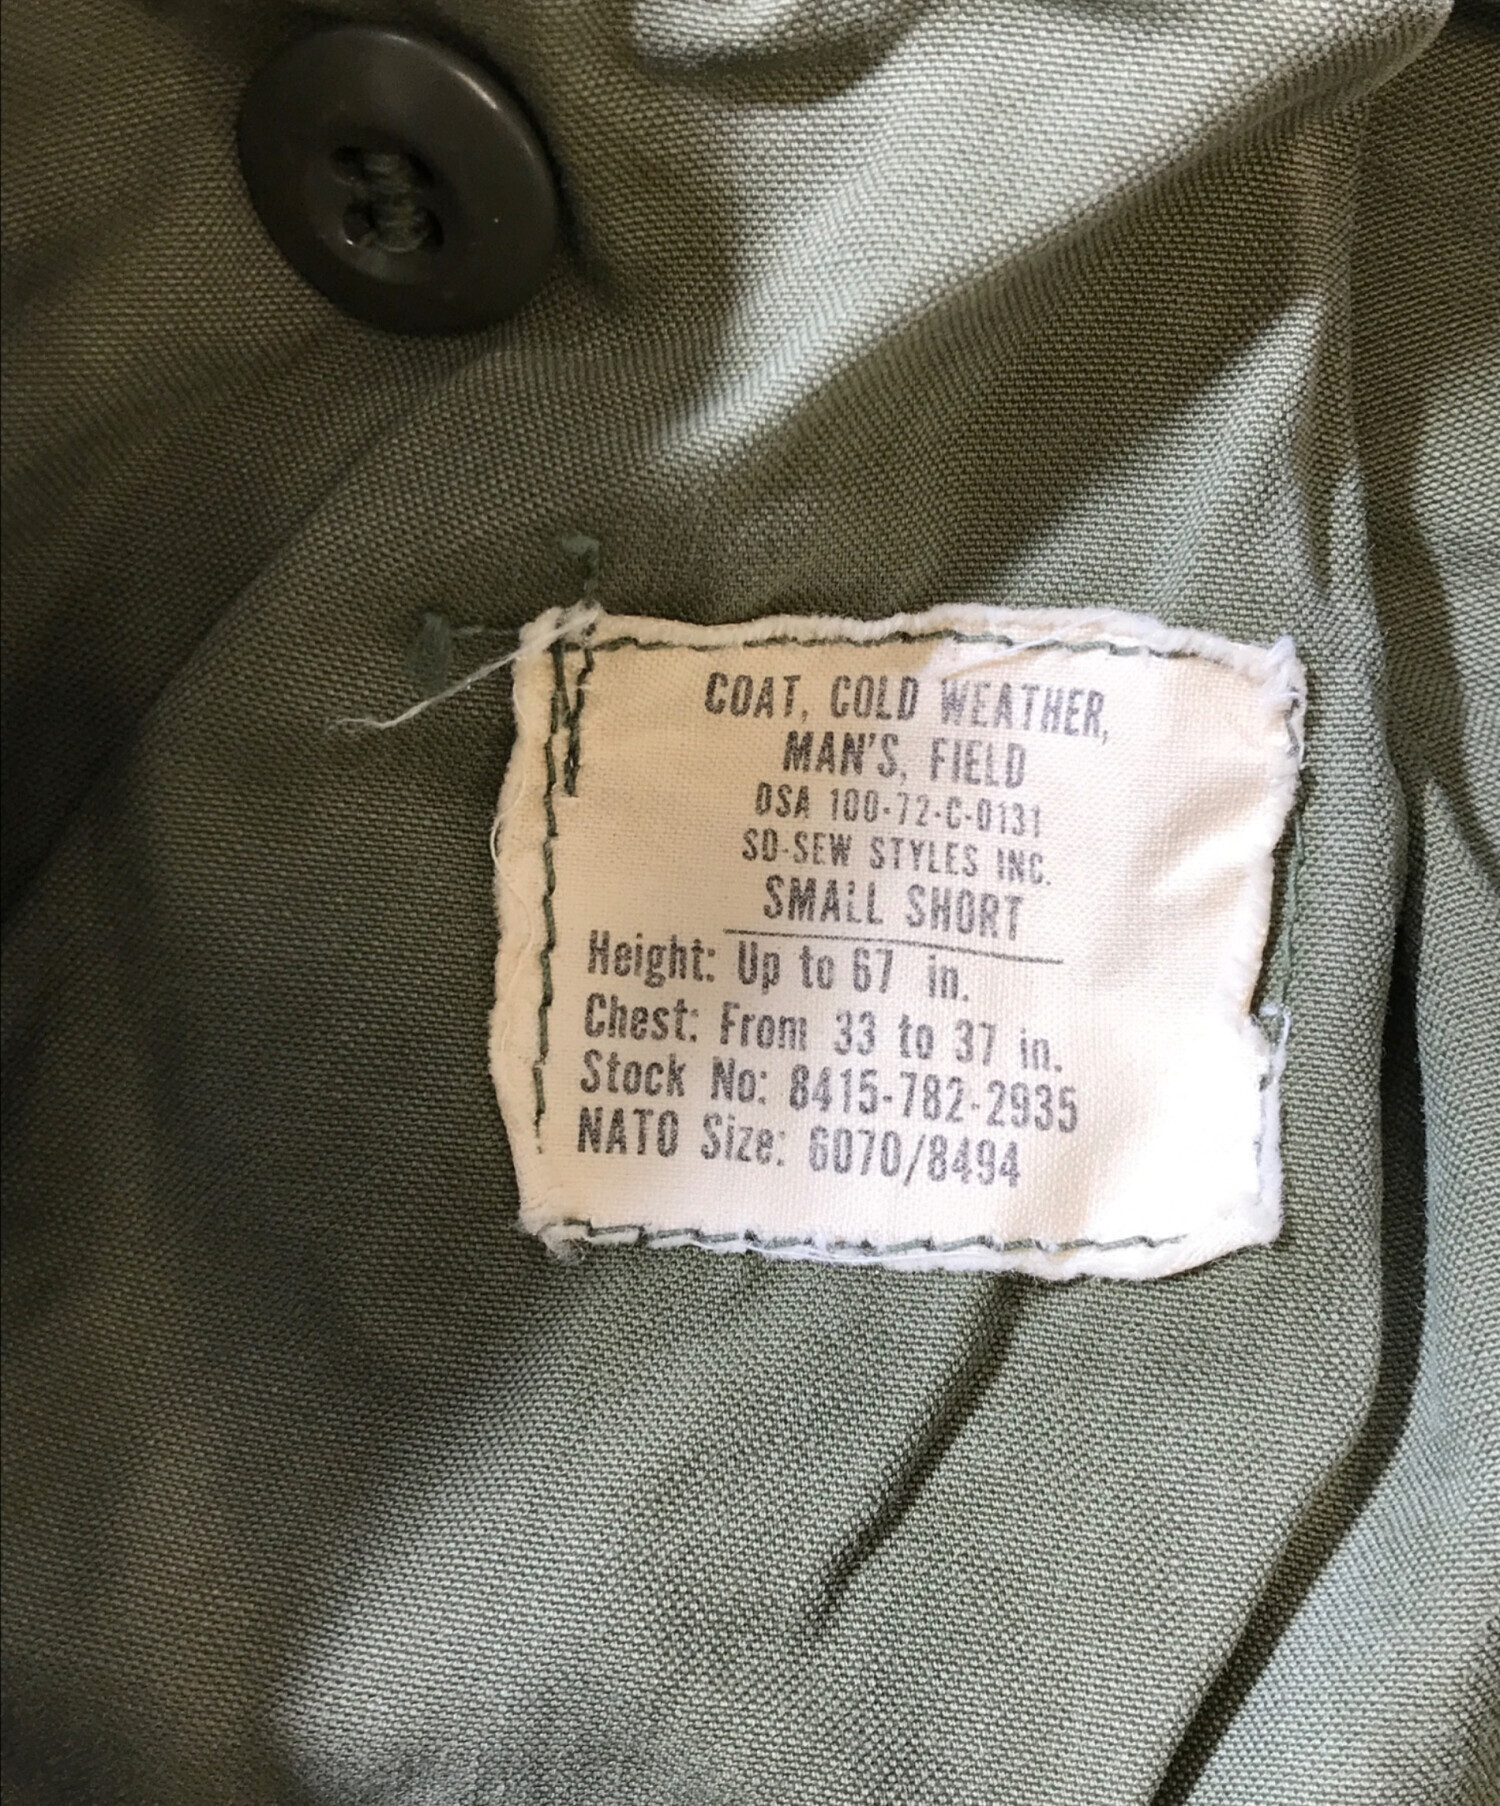 COAT, COLD WEATHER,
MAN'S, FIELD
DSA 100-72-C-0131
SO-SEW STYLES INC.
SMALL SHORT
Height: Up to 67 in.
Chest: From 33 to 37 in.
Stock No: 8415-782-2935
NATO Size: 6070/8494